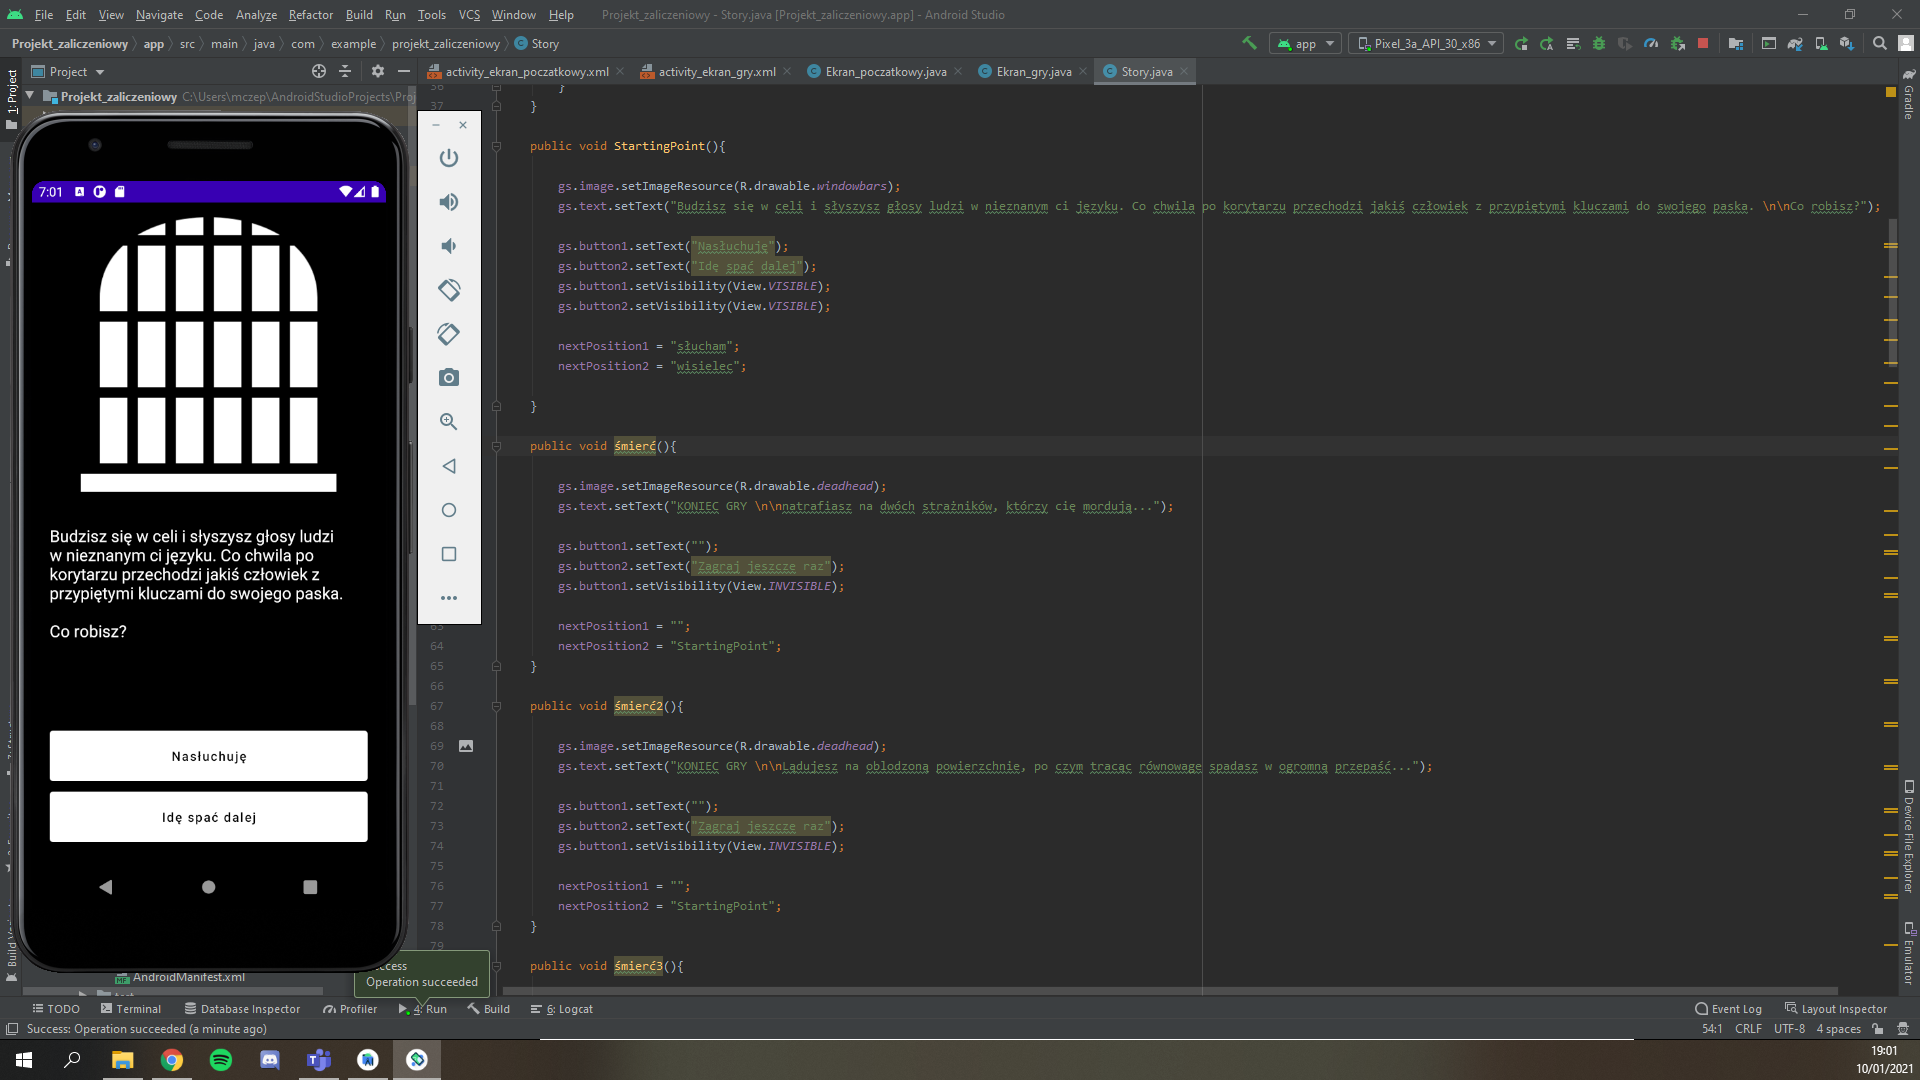 File Edit View Navigate Code Analyze Refactor Build Run Tools VCS Window Help Projekt_zaliczeniowy - Story.java [Projekt_zaliczeniowy.app] - Android Studio
Projekt_zaliczeniowy app src main java com example projekt_zaliczeniowy Story app Pixel_3a_API_30_x86
Project activity_ekran_poczatkowy.xml activity_ekran_gry.xml Ekran_poczatkowy.java Ekran_gry.java Story.java
1: Project
Projekt_zaliczeniowy C:\Users\mczep\AndroidStudioProjects\Proj
Gradle
7:01
Budzisz się w celi i słyszysz głosy ludzi
w nieznanym ci języku. Co chwila po
korytarzu przechodzi jakiś człowiek z
przypiętymi kluczami do swojego paska.
Co robisz?
Nasłuchuję
Idę spać dalej
36 }
37 }
public void StartingPoint(){
gs.image.setImageResource(R.drawable.windowbars);
gs.text.setText("Budzisz się w celi i słyszysz głosy ludzi w nieznanym ci języku. Co chwila po korytarzu przechodzi jakiś człowiek z przypiętymi kluczami do swojego paska. \n\nCo robisz?");
gs.button1.setText("Nasłuchuję");
gs.button2.setText("Idę spać dalej");
gs.button1.setVisibility(View.VISIBLE);
gs.button2.setVisibility(View.VISIBLE);
nextPosition1 = "słucham";
nextPosition2 = "wisielec";
}
public void śmierć(){
gs.image.setImageResource(R.drawable.deadhead);
gs.text.setText("KONIEC GRY \n\nnatrafiasz na dwóch strażników, którzy cię mordują...");
gs.button1.setText("");
gs.button2.setText("Zagraj jeszcze raz");
gs.button1.setVisibility(View.INVISIBLE);
63 nextPosition1 = "";
64 nextPosition2 = "StartingPoint";
65 }
66
67 public void śmierć2(){
68
69 gs.image.setImageResource(R.drawable.deadhead);
70 gs.text.setText("KONIEC GRY \n\nLądujesz na oblodzoną powierzchnie, po czym tracąc równowage spadasz w ogromną przepaść...");
71
72 gs.button1.setText("");
73 gs.button2.setText("Zagraj jeszcze raz");
74 gs.button1.setVisibility(View.INVISIBLE);
75
76 nextPosition1 = "";
77 nextPosition2 = "StartingPoint";
78 }
79
public void śmierć3(){
Device File Explorer
Emulator
AndroidManifest.xml
Operation succeeded
TODO Terminal Database Inspector Profiler 4: Run Build 6: Logcat Event Log Layout Inspector
Success: Operation succeeded (a minute ago) 54:1 CRLF UTF-8 4 spaces
19:01
10/01/2021